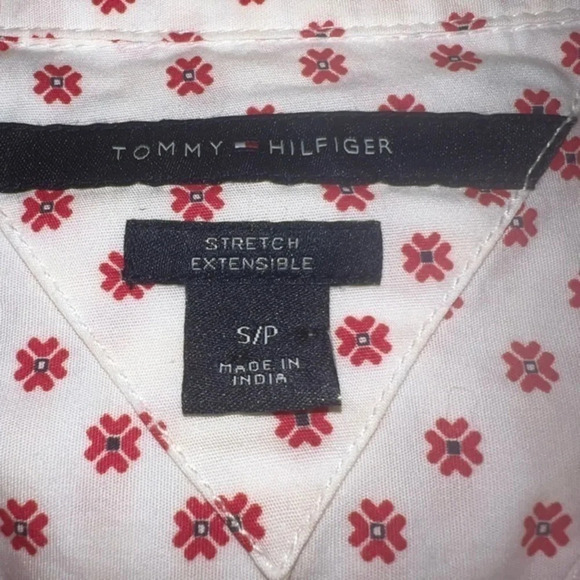 TOMMY HILFIGER
STRETCH
EXTENSIBLE
S/P
MADE IN
INDIA